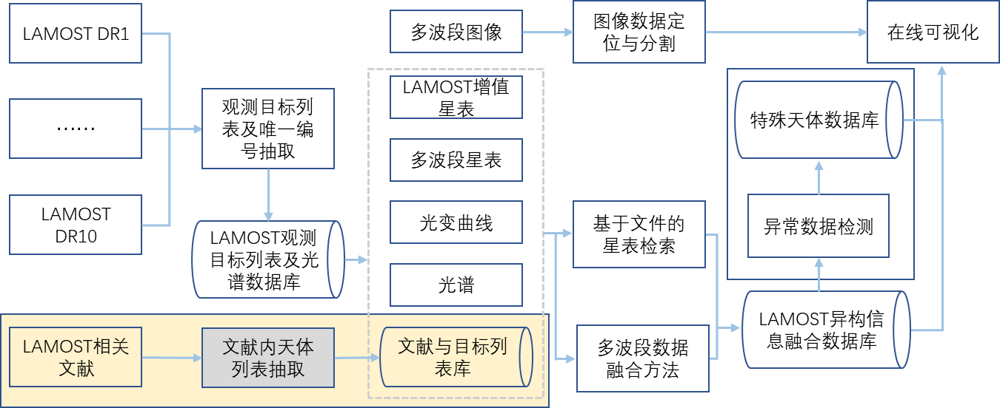 LAMOST DR1
……
LAMOST
DR10
观测目标列
表及唯一编
号抽取
LAMOST观测
目标列表及光
谱数据库
LAMOST相关
文献
文献内天体
列表抽取
文献与目标列
表库
多波段图像
LAMOST增值
星表
多波段星表
光变曲线
光谱
图像数据定
位与分割
基于文件的
星表检索
多波段数据
融合方法
在线可视化
特殊天体数据库
异常数据检测
LAMOST异构信
息融合数据库